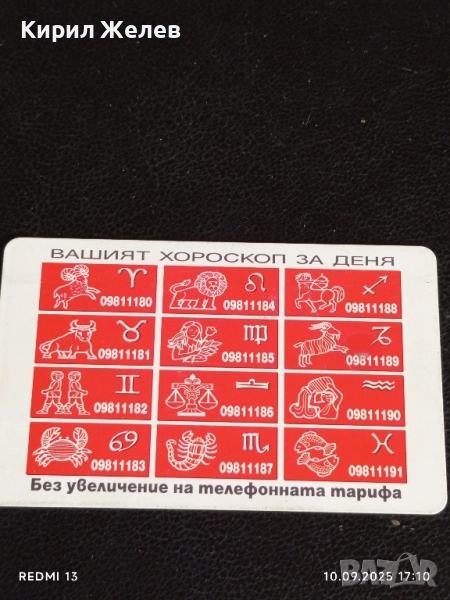 Кирил Желев
ВАШИЯТ ХОРОСКОП ЗА ДЕНЯ
09811180 09811184 09811188
09811181 09811185 09811189
09811182 09811186 09811190
09811183 09811187 09811191
Без увеличение на телефонната тарифа
REDMI 13 10.09.2025 17:10
BAZAR